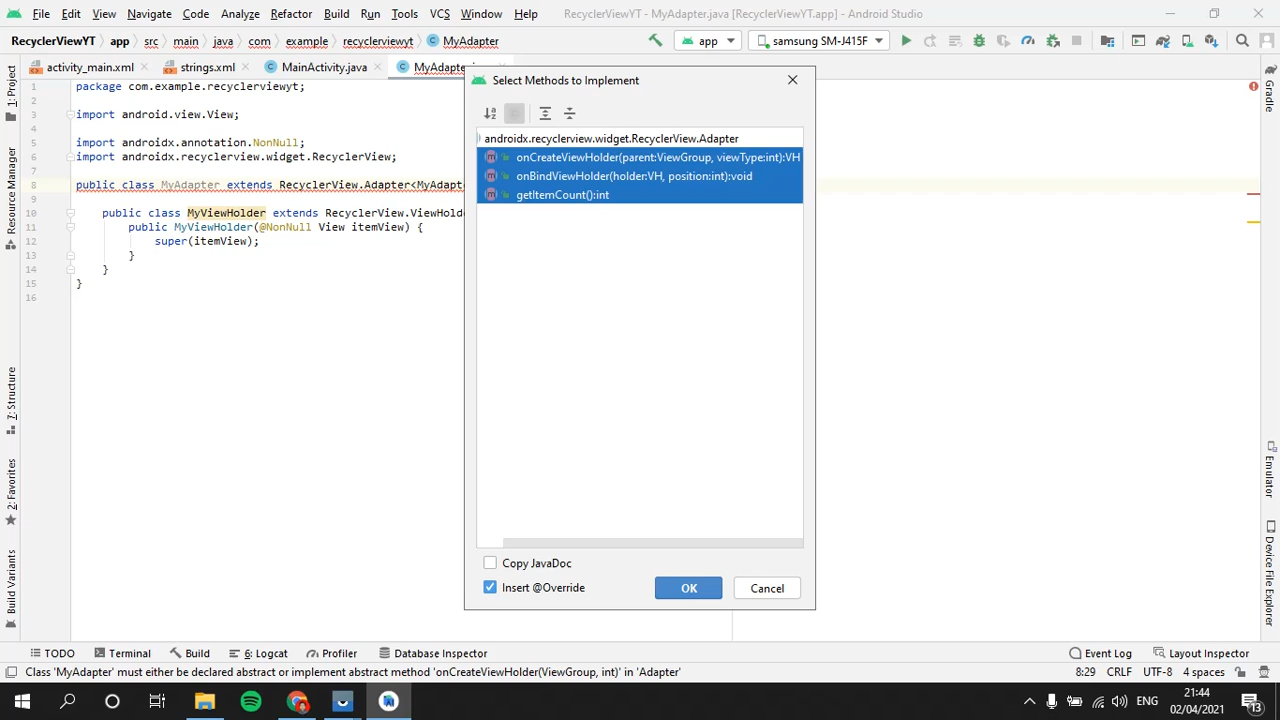 File Edit View Navigate Code Analyze Refactor Build Run Tools VCS Window Help RecyclerViewYT - MyAdapter.java [RecyclerViewYT.app] - Android Studio
RecyclerViewYT app src main java com example recyclerviewyt MyAdapter app samsung SM-J415F
activity_main.xml strings.xml MainActivity.java MyAdapter
Select Methods to Implement
androidx.recyclerview.widget.RecyclerView.Adapter
onCreateViewHolder(parent:ViewGroup, viewType:int):VH
onBindViewHolder(holder:VH, position:int):void
getItemCount():int
Copy JavaDoc
Insert @Override
OK Cancel
1 package com.example.recyclerviewyt;
2
3 import android.view.View;
4
5 import androidx.annotation.NonNull;
6 import androidx.recyclerview.widget.RecyclerView;
7
8 public class MyAdapter extends RecyclerView.Adapter<MyAdapte
9
10 public class MyViewHolder extends RecyclerView.ViewHolde
11 public MyViewHolder(@NonNull View itemView) {
12 super(itemView);
13 }
14 }
15 }
16
1: Project
Resource Manager
7: Structure
2: Favorites
Build Variants
Gradle
Emulator
Device File Explorer
TODO Terminal Build 6: Logcat Profiler Database Inspector Event Log Layout Inspector
Class 'MyAdapter' must either be declared abstract or implement abstract method 'onCreateViewHolder(ViewGroup, int)' in 'Adapter' 8:29 CRLF UTF-8 4 spaces
ENG 21:44
02/04/2021 13